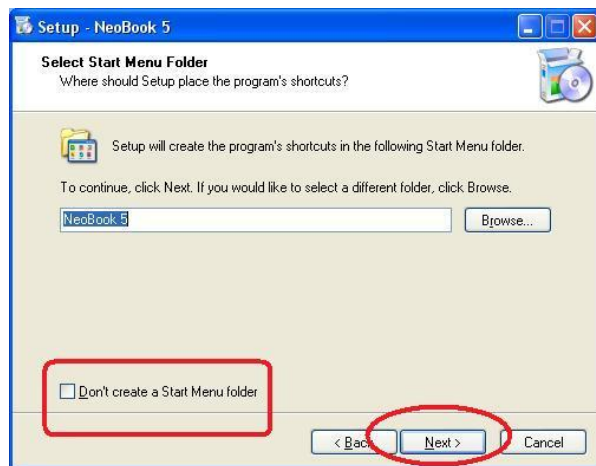 Setup - NeoBook 5
Select Start Menu Folder
Where should Setup place the program's shortcuts?
Setup will create the program's shortcuts in the following Start Menu folder.
To continue, click Next. If you would like to select a different folder, click Browse.
NeoBook 5
Browse...
Don't create a Start Menu folder
< Back
Next >
Cancel